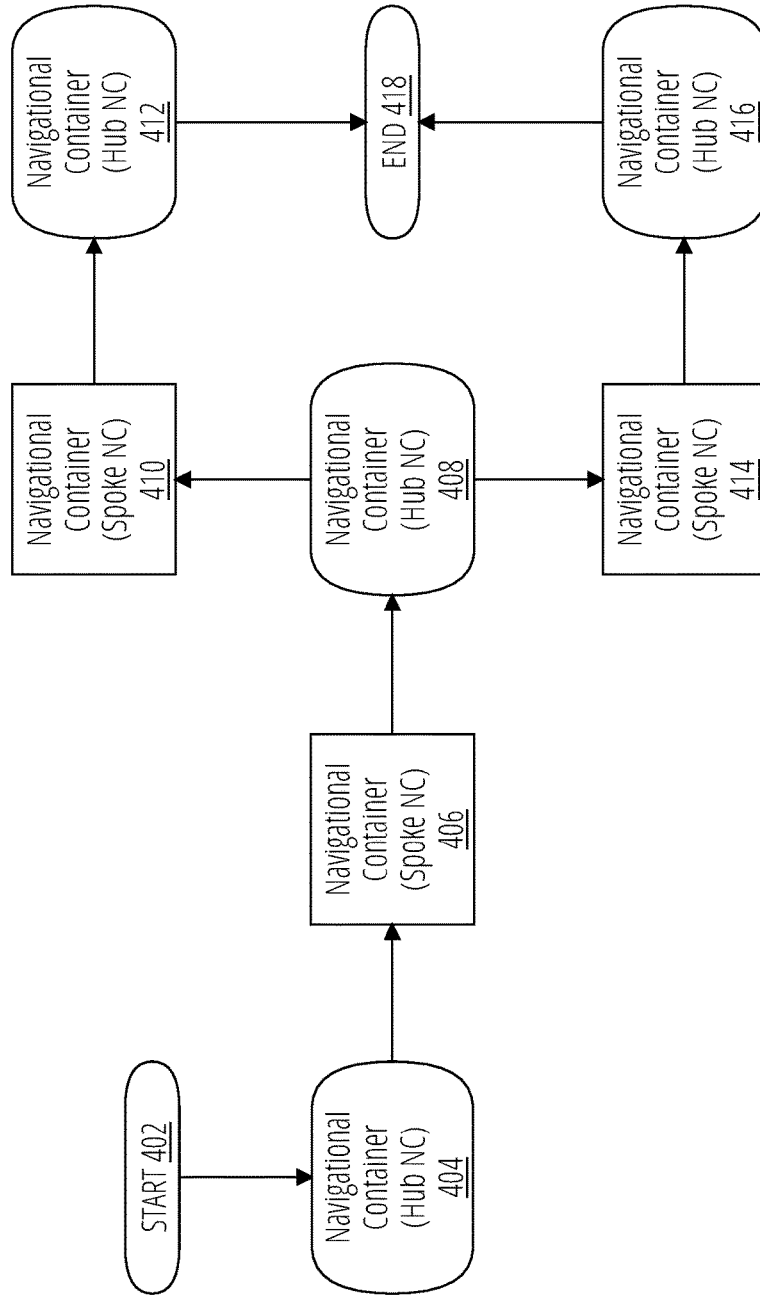 START 402
Navigational
Container
(Hub NC)
404
Navigational
Container
(Spoke NC)
406
Navigational
Container
(Hub NC)
408
Navigational
Container
(Spoke NC)
410
Navigational
Container
(Hub NC)
412
Navigational
Container
(Spoke NC)
414
Navigational
Container
(Hub NC)
416
END 418